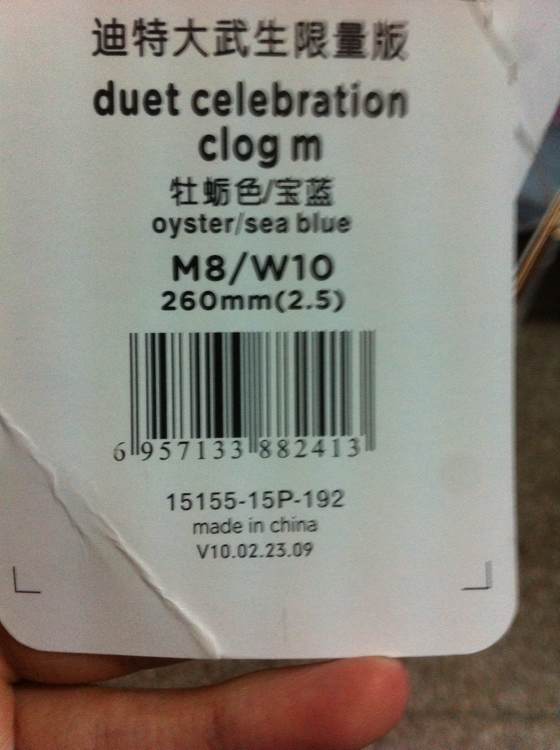 迪特大武生限量版
duet celebration
clog m
牡蛎色/宝蓝
oyster/sea blue
M8/W10
260mm(2.5)
6 957133 882413
15155-15P-192
made in china
V10.02.23.09